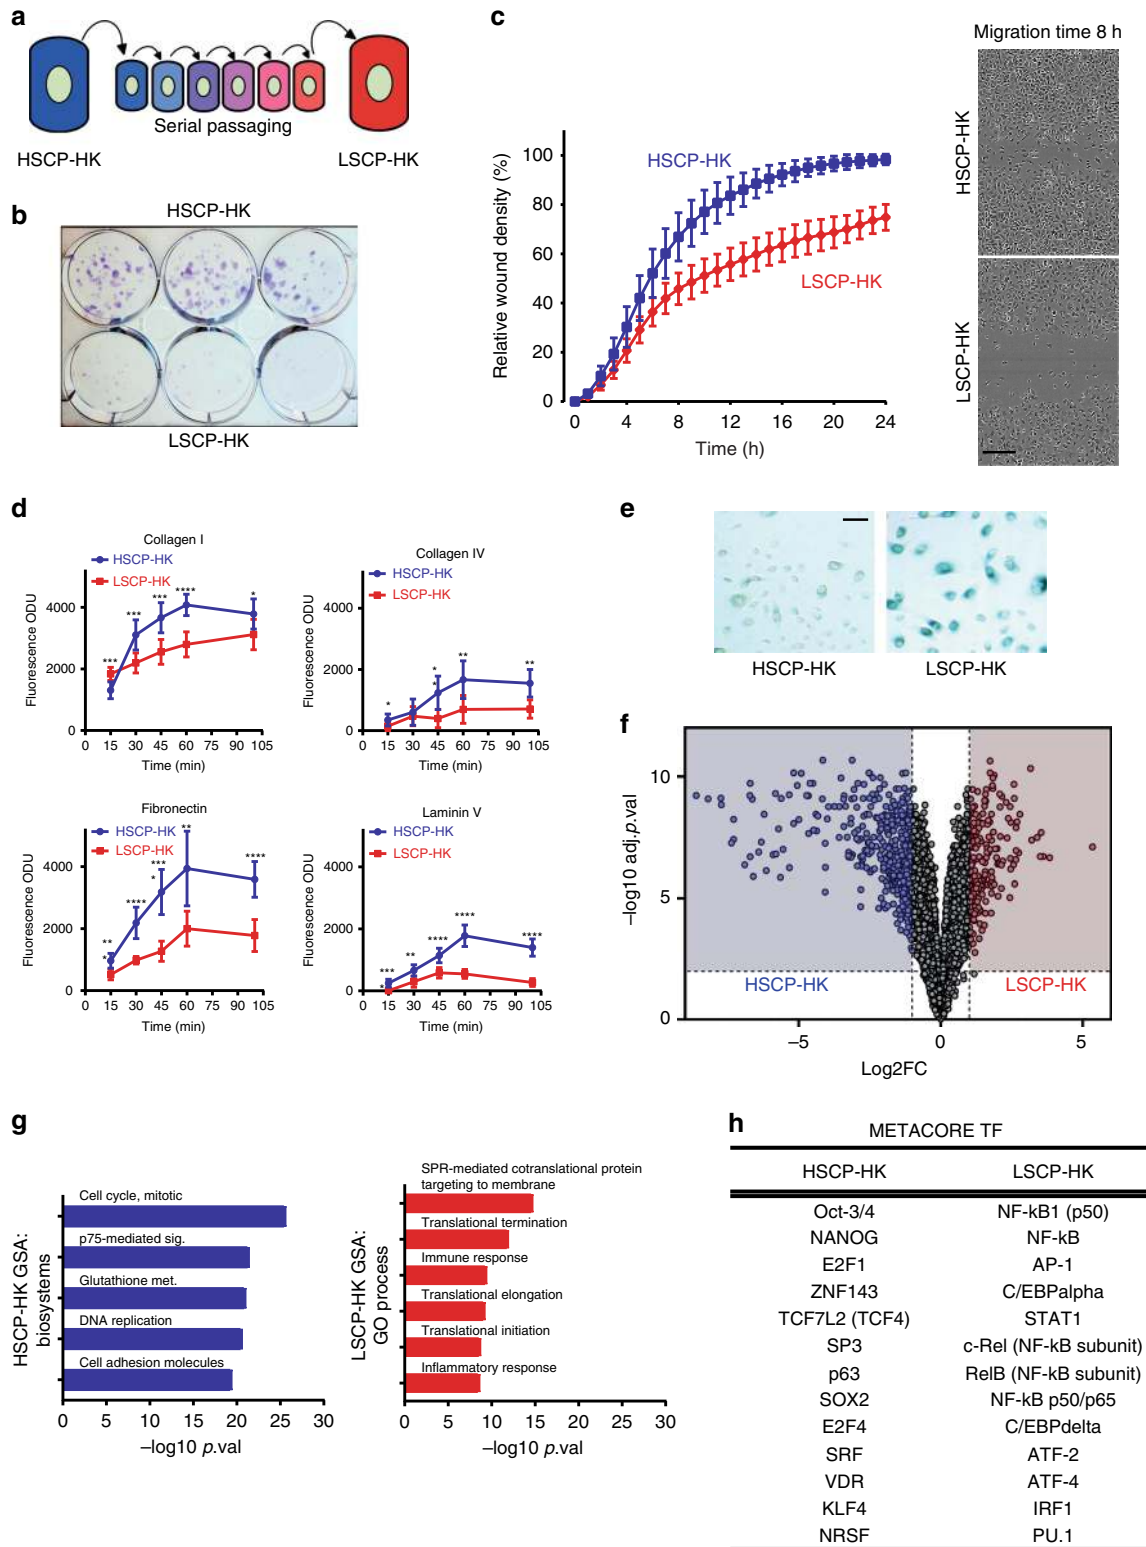 a
Serial passaging
HSCP-HK
LSCP-HK
b
HSCP-HK
LSCP-HK
c
Relative wound density (%)
100
80
60
40
20
0
HSCP-HK
LSCP-HK
0 4 8 12 16 20 24
Time (h)
Migration time 8 h
HSCP-HK
LSCP-HK
d
Collagen I
HSCP-HK
LSCP-HK
Fluorescence ODU
4000
2000
0
*** *** *** **** *
0 15 30 45 60 75 90 105
Time (min)
Collagen IV
HSCP-HK
LSCP-HK
Fluorescence ODU
4000
2000
0
* * * ** **
0 15 30 45 60 75 90 105
Time (min)
Fibronectin
HSCP-HK
LSCP-HK
Fluorescence ODU
4000
2000
0
** * **** *** * ** ****
0 15 30 45 60 75 90 105
Time (min)
Laminin V
HSCP-HK
LSCP-HK
Fluorescence ODU
4000
2000
0
*** * ** **** **** ****
0 15 30 45 60 75 90 105
Time (min)
e
HSCP-HK
LSCP-HK
f
–log10 adj.p.val
10
5
0
HSCP-HK
LSCP-HK
–5 0 5
Log2FC
g
HSCP-HK GSA:
biosystems
Cell cycle, mitotic
p75-mediated sig.
Glutathione met.
DNA replication
Cell adhesion molecules
0 5 10 15 20 25 30
–log10 p.val
LSCP-HK GSA:
GO process
SPR-mediated cotranslational protein
targeting to membrane
Translational termination
Immune response
Translational elongation
Translational initiation
Inflammatory response
0 5 10 15 20 25 30
–log10 p.val
h
METACORE TF
HSCP-HK LSCP-HK
Oct-3/4 NF-kB1 (p50)
NANOG NF-kB
E2F1 AP-1
ZNF143 C/EBPalpha
TCF7L2 (TCF4) STAT1
SP3 c-Rel (NF-kB subunit)
p63 RelB (NF-kB subunit)
SOX2 NF-kB p50/p65
E2F4 C/EBPdelta
SRF ATF-2
VDR ATF-4
KLF4 IRF1
NRSF PU.1